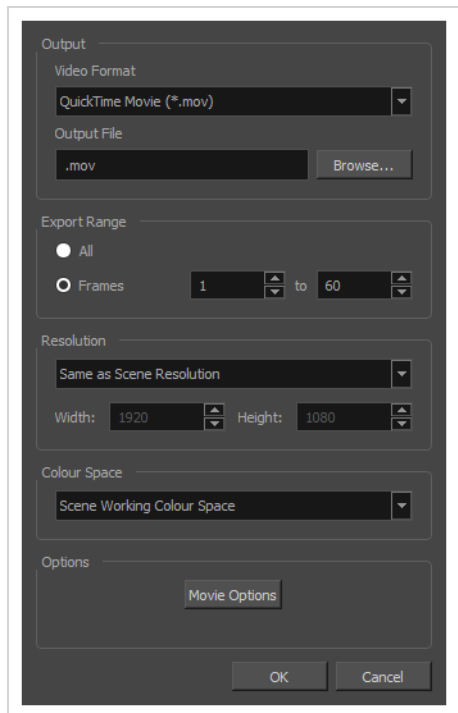 Output
Video Format
QuickTime Movie (*.mov)
Output File
.mov Browse...
Export Range
All
Frames 1 to 60
Resolution
Same as Scene Resolution
Width: 1920 Height: 1080
Colour Space
Scene Working Colour Space
Options
Movie Options
OK Cancel